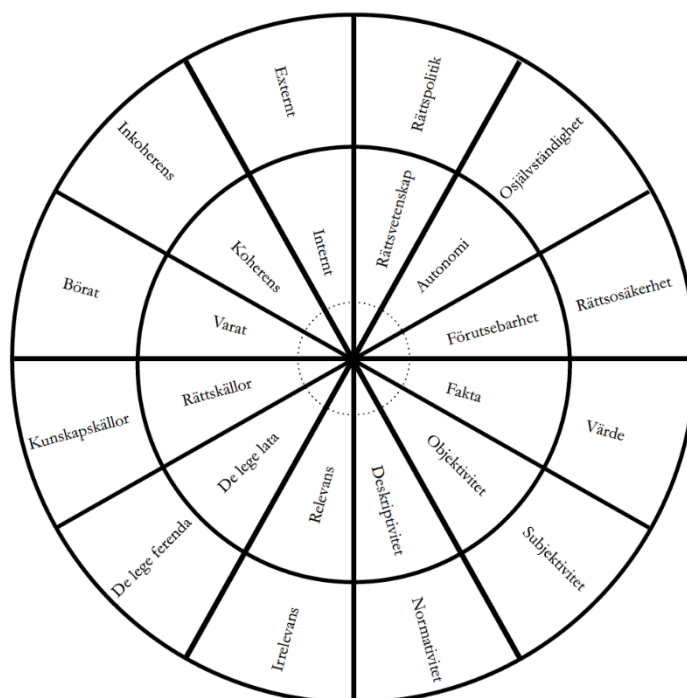 Externt
Rättspolitik
Inkoherens
Osjälvständighet
Internt
Rättsvetenskap
Koherens
Autonomi
Börat
Varat
Förutsebarhet
Rättsosäkerhet
Kunskapskällor
Rättskällor
Fakta
Värde
De lege lata
Objektivitet
Relevans
Deskriptivitet
De lege ferenda
Subjektivitet
Irrelevans
Normativitet